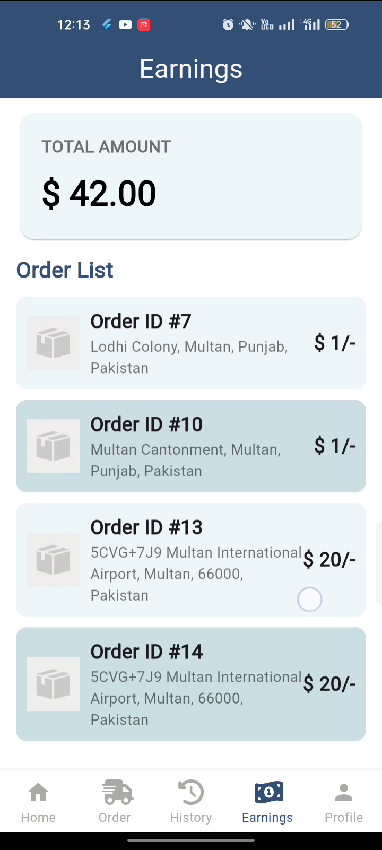 12:13
52
Earnings
TOTAL AMOUNT
$ 42.00
Order List
Order ID #7
Lodhi Colony, Multan, Punjab,
Pakistan
$ 1/-
Order ID #10
Multan Cantonment, Multan,
Punjab, Pakistan
$ 1/-
Order ID #13
5CVG+7J9 Multan International
Airport, Multan, 66000,
Pakistan
$ 20/-
Order ID #14
5CVG+7J9 Multan International
Airport, Multan, 66000,
Pakistan
$ 20/-
Home
Order
History
Earnings
Profile